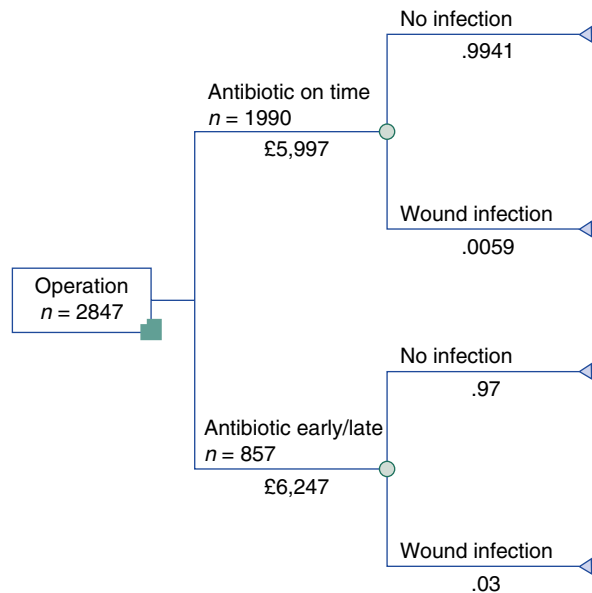 No infection
.9941
Antibiotic on time
n = 1990
£5,997
Wound infection
.0059
Operation
n = 2847
No infection
.97
Antibiotic early/late
n = 857
£6,247
Wound infection
.03